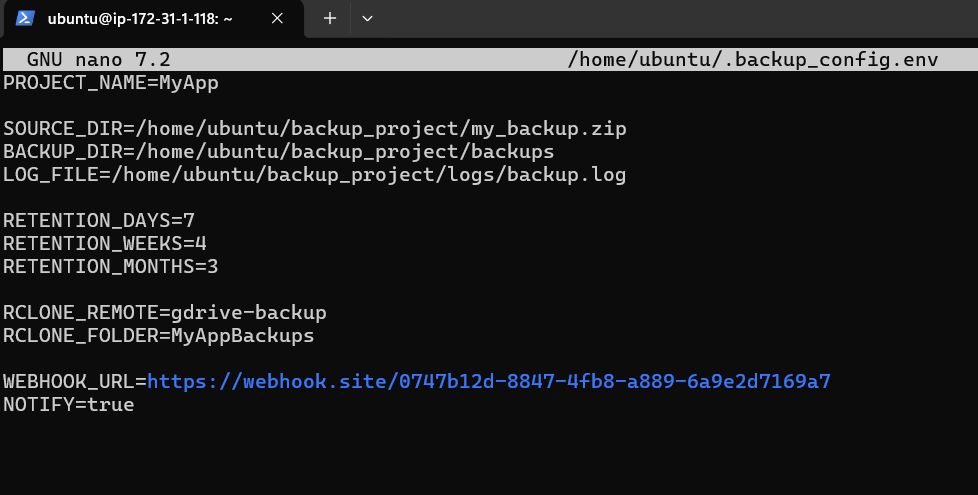 ubuntu@ip-172-31-1-118: ~
GNU nano 7.2 /home/ubuntu/.backup_config.env
PROJECT_NAME=MyApp
SOURCE_DIR=/home/ubuntu/backup_project/my_backup.zip
BACKUP_DIR=/home/ubuntu/backup_project/backups
LOG_FILE=/home/ubuntu/backup_project/logs/backup.log
RETENTION_DAYS=7
RETENTION_WEEKS=4
RETENTION_MONTHS=3
RCLONE_REMOTE=gdrive-backup
RCLONE_FOLDER=MyAppBackups
WEBHOOK_URL=https://webhook.site/0747b12d-8847-4fb8-a889-6a9e2d7169a7
NOTIFY=true